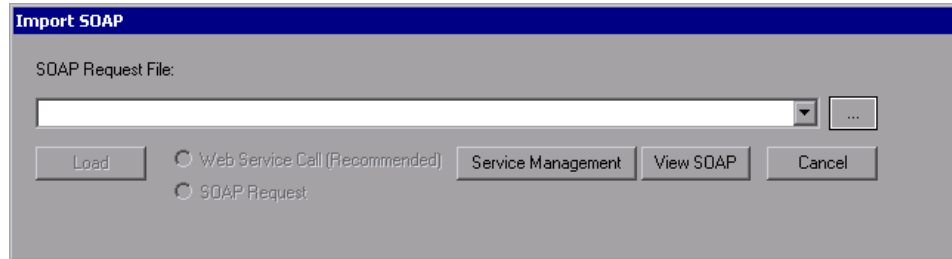 Import SOAP
SOAP Request File:
...
Load
Web Service Call (Recommended)
Service Management
View SOAP
Cancel
SOAP Request